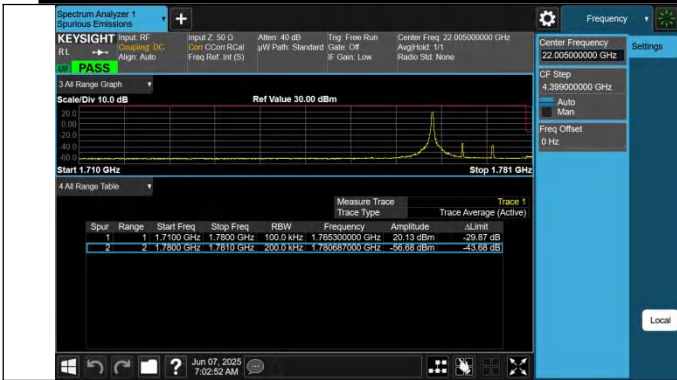 Spectrum Analyzer 1
Spurious Emissions
+
Frequency
KEYSIGHT Input: RF Input Z: 50 Ω Atten: 40 dB Trig: Free Run Center Freq: 22.005000000 GHz
RL Coupling: DC Corr CCorr RCal µW Path: Standard Gate: Off Avg|Hold: 1/1
Align: Auto Freq Ref: Int (S) IF Gain: Low Radio Std: None
PASS
Center Frequency
22.005000000 GHz
Settings
CF Step
4.399000000 GHz
Auto
Man
Freq Offset
0 Hz
3 All Range Graph
Scale/Div 10.0 dB Ref Value 30.00 dBm
20.0
0.00
-20.0
-40.0
-60.0
Start 1.710 GHz Stop 1.781 GHz
4 All Range Table
Measure Trace Trace 1
Trace Type Trace Average (Active)
Spur Range Start Freq Stop Freq RBW Frequency Amplitude ΔLimit
1 1 1.7100 GHz 1.7800 GHz 100.0 kHz 1.765300000 GHz 20.13 dBm -29.87 dB
2 2 1.7800 GHz 1.7810 GHz 200.0 kHz 1.780687000 GHz -56.68 dBm -43.68 dB
Local
? Jun 07, 2025
7:02:52 AM